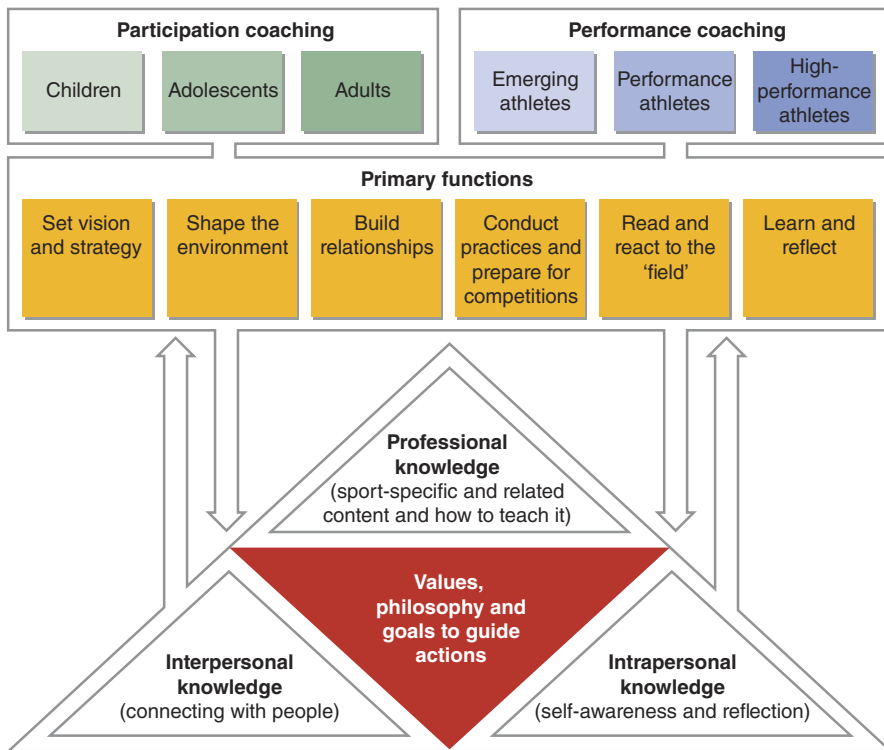 Participation coaching
Children
Adolescents
Adults
Performance coaching
Emerging
athletes
Performance
athletes
High-
performance
athletes
Primary functions
Set vision
and strategy
Shape the
environment
Build
relationships
Conduct
practices and
prepare for
competitions
Read and
react to the
‘field’
Learn and
reflect
Professional
knowledge
(sport-specific and related
content and how to teach it)
Values,
philosophy and
goals to guide
actions
Interpersonal
knowledge
(connecting with people)
Intrapersonal
knowledge
(self-awareness and reflection)